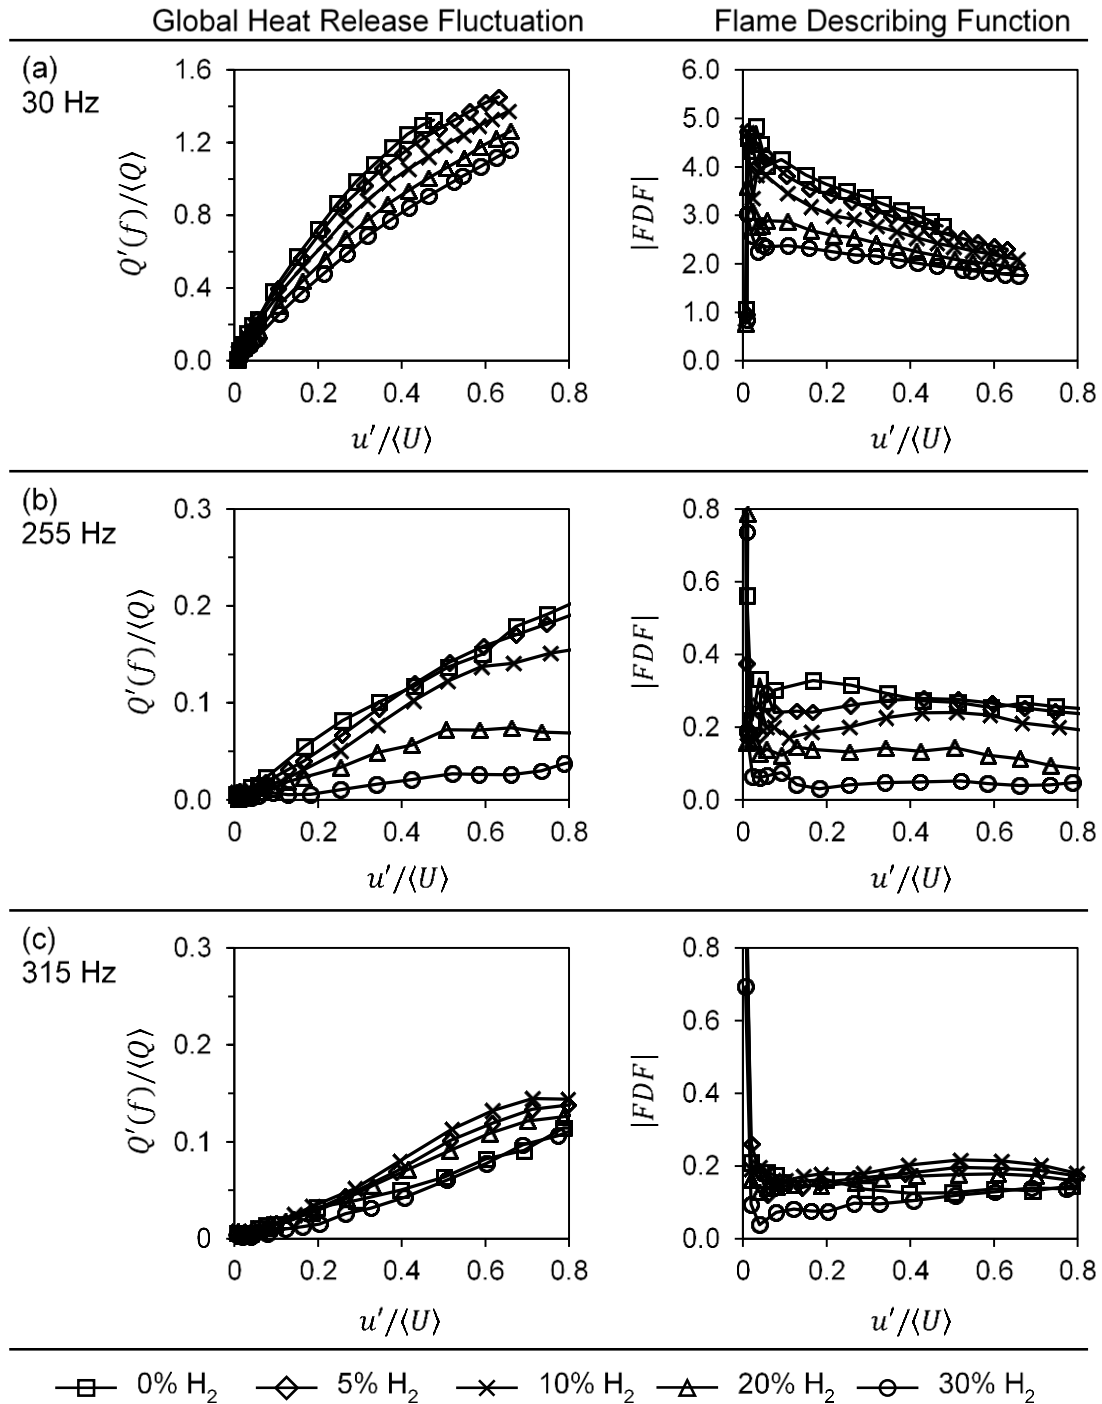 Global Heat Release Fluctuation Flame Describing Function
(a)
30 Hz
Q′(f)/⟨Q⟩
1.6
1.2
0.8
0.4
0.0
0 0.2 0.4 0.6 0.8
u′/⟨U⟩
|FDF|
6.0
5.0
4.0
3.0
2.0
1.0
0.0
0 0.2 0.4 0.6 0.8
u′/⟨U⟩
(b)
255 Hz
Q′(f)/⟨Q⟩
0.3
0.2
0.1
0.0
0 0.2 0.4 0.6 0.8
u′/⟨U⟩
|FDF|
0.8
0.6
0.4
0.2
0.0
0 0.2 0.4 0.6 0.8
u′/⟨U⟩
(c)
315 Hz
Q′(f)/⟨Q⟩
0.3
0.2
0.1
0
0 0.2 0.4 0.6 0.8
u′/⟨U⟩
|FDF|
0.8
0.6
0.4
0.2
0.0
0 0.2 0.4 0.6 0.8
u′/⟨U⟩
0% H₂ 5% H₂ 10% H₂ 20% H₂ 30% H₂